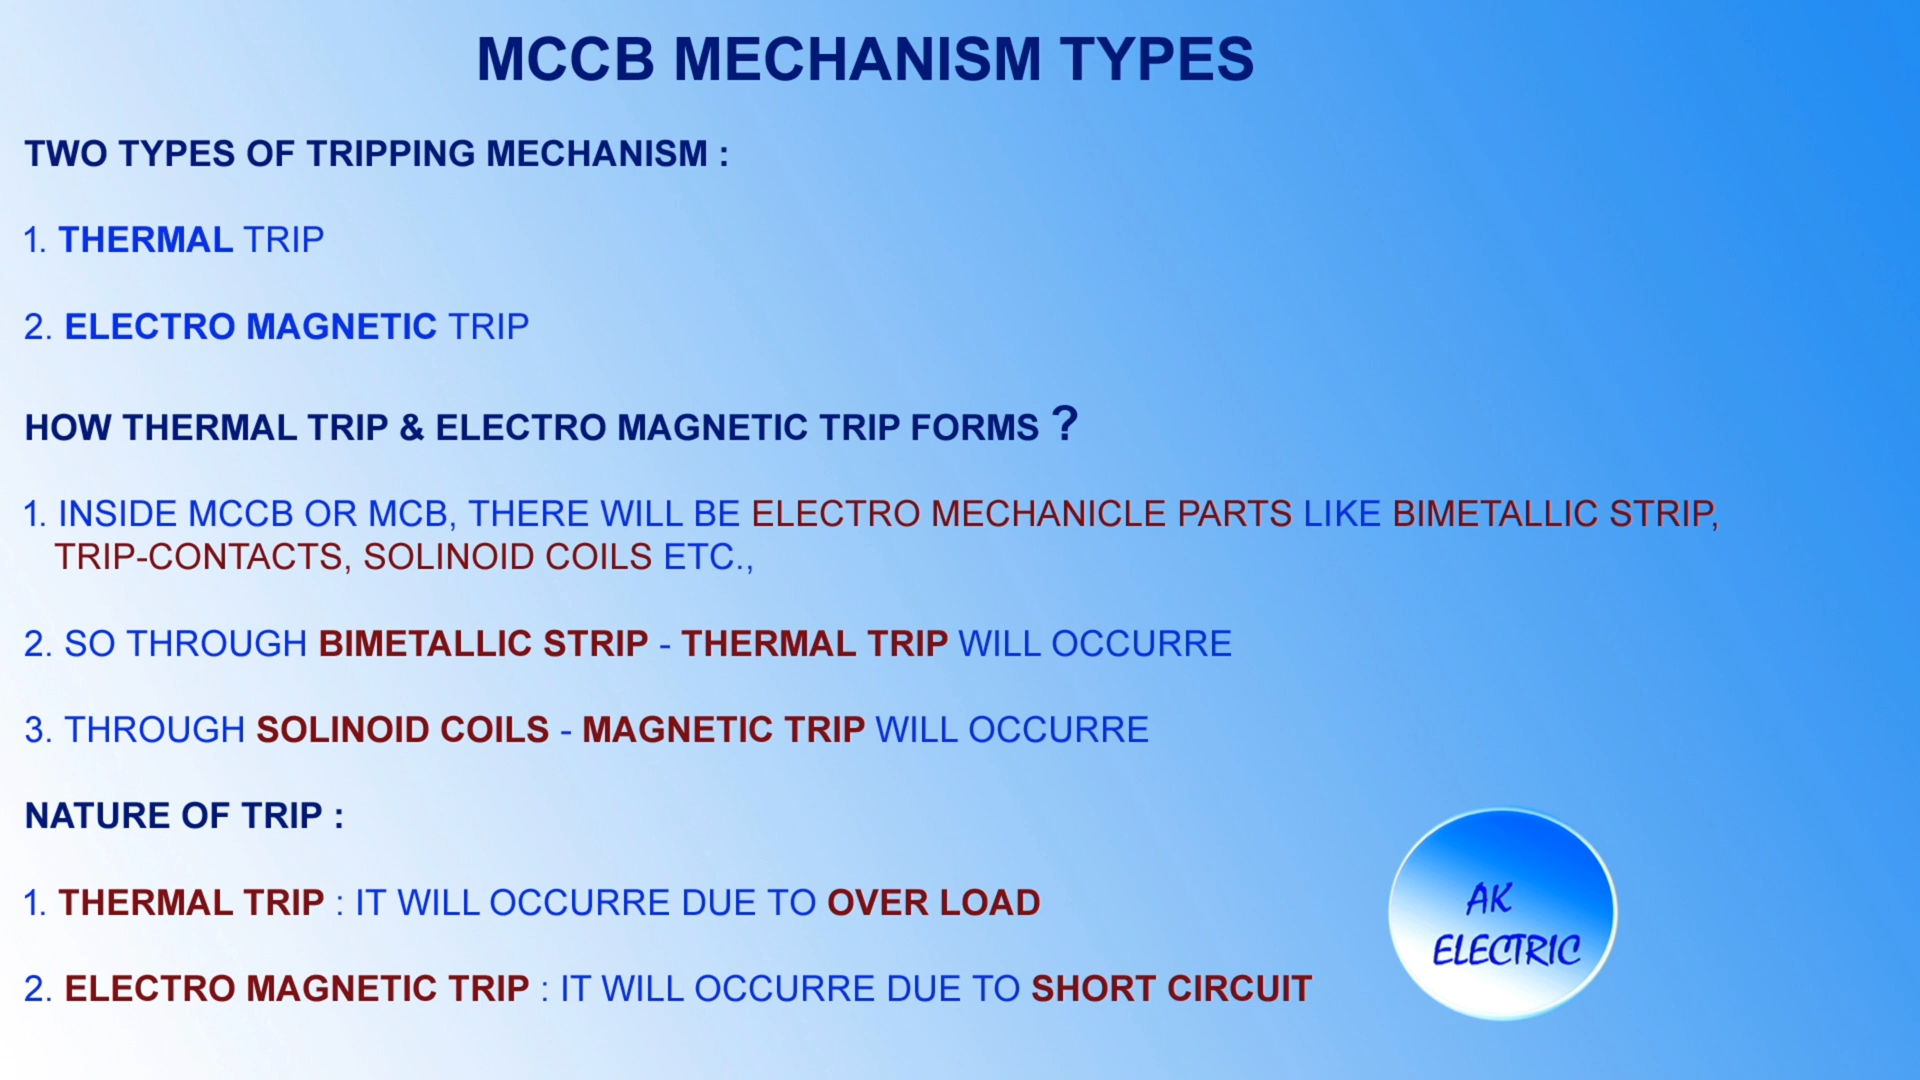 MCCB MECHANISM TYPES
TWO TYPES OF TRIPPING MECHANISM :
1. THERMAL TRIP
2. ELECTRO MAGNETIC TRIP
HOW THERMAL TRIP & ELECTRO MAGNETIC TRIP FORMS ?
1. INSIDE MCCB OR MCB, THERE WILL BE ELECTRO MECHANICLE PARTS LIKE BIMETALLIC STRIP,
TRIP-CONTACTS, SOLINOID COILS ETC.,
2. SO THROUGH BIMETALLIC STRIP - THERMAL TRIP WILL OCCURRE
3. THROUGH SOLINOID COILS - MAGNETIC TRIP WILL OCCURRE
NATURE OF TRIP :
1. THERMAL TRIP : IT WILL OCCURRE DUE TO OVER LOAD
2. ELECTRO MAGNETIC TRIP : IT WILL OCCURRE DUE TO SHORT CIRCUIT
AK
ELECTRIC